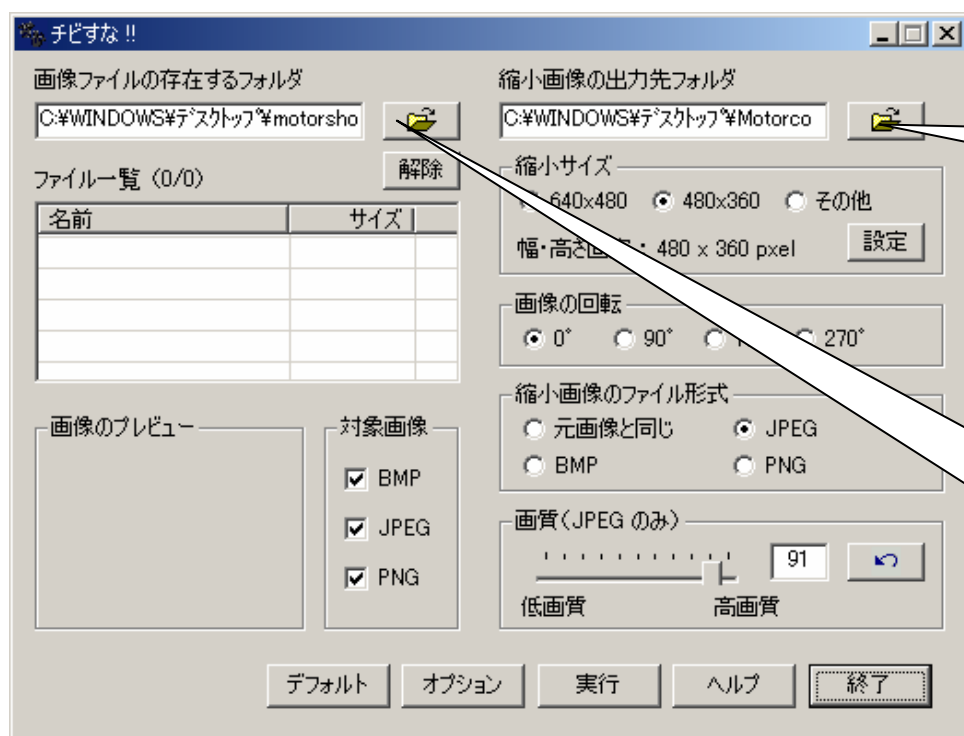 チビすな !!
画像ファイルの存在するフォルダ
C:¥WINDOWS¥ﾃﾞｽｸﾄｯﾌﾟ¥motorsho
解除
ファイル一覧 (0/0)
名前 サイズ
画像のプレビュー
対象画像
BMP
JPEG
PNG
縮小画像の出力先フォルダ
C:¥WINDOWS¥ﾃﾞｽｸﾄｯﾌﾟ¥Motorco
縮小サイズ
640x480 480x360 その他
幅・高さ : 480 x 360 pxel 設定
画像の回転
0° 90° 270°
縮小画像のファイル形式
元画像と同じ JPEG
BMP PNG
画質(JPEG のみ)
91
低画質 高画質
デフォルト オプション 実行 ヘルプ 終了